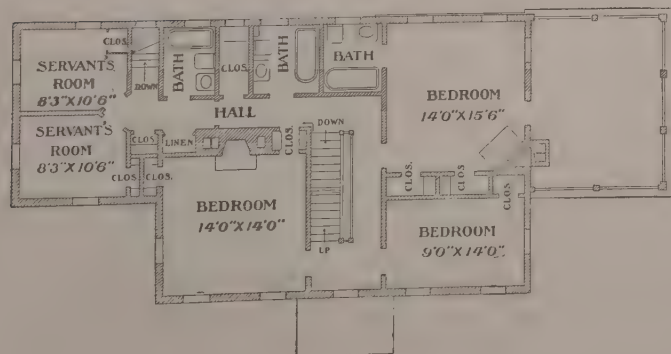 CLOS.
SERVANT'S
ROOM
8'3"X10'6"
DOWN
BATH
CLOS.
BATH
BATH
BEDROOM
14'0"X15'6"
HALL
SERVANT'S
ROOM
8'3"X10'6"
CLOS
LINEN
CLOS.
DOWN
CLOS
CLOS.
CLOS.
CLOS.
CLOS
BEDROOM
14'0"X14'0"
UP
BEDROOM
9'0"X14'0"